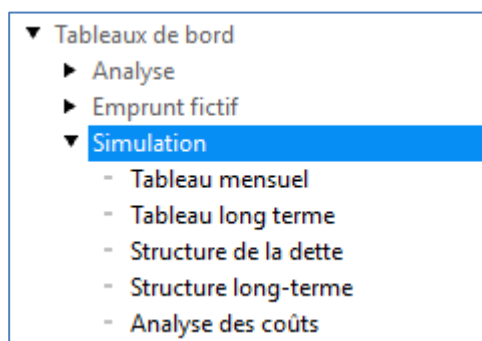 Tableaux de bord
Analyse
Emprunt fictif
Simulation
Tableau mensuel
Tableau long terme
Structure de la dette
Structure long-terme
Analyse des coûts